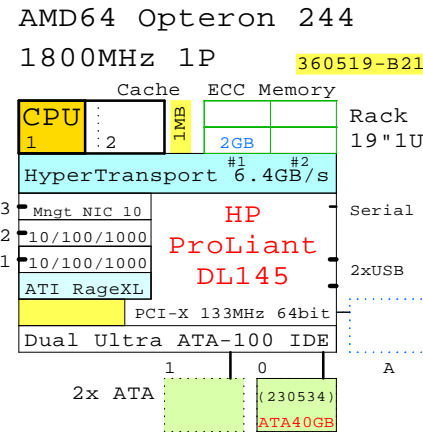 AMD64 Opteron 244
1800MHz 1P
360519-B21
Cache ECC Memory
CPU
1
2
1MB
2GB
Rack
19"1U
#1 #2
HyperTransport 6.4GB/s
3 Mngt NIC 10
2 10/100/1000
1 10/100/1000
ATI RageXL
HP
ProLiant
DL145
Serial
2xUSB
PCI-X 133MHz 64bit
Dual Ultra ATA-100 IDE
1 0 A
2x ATA
(230534)
ATA40GB